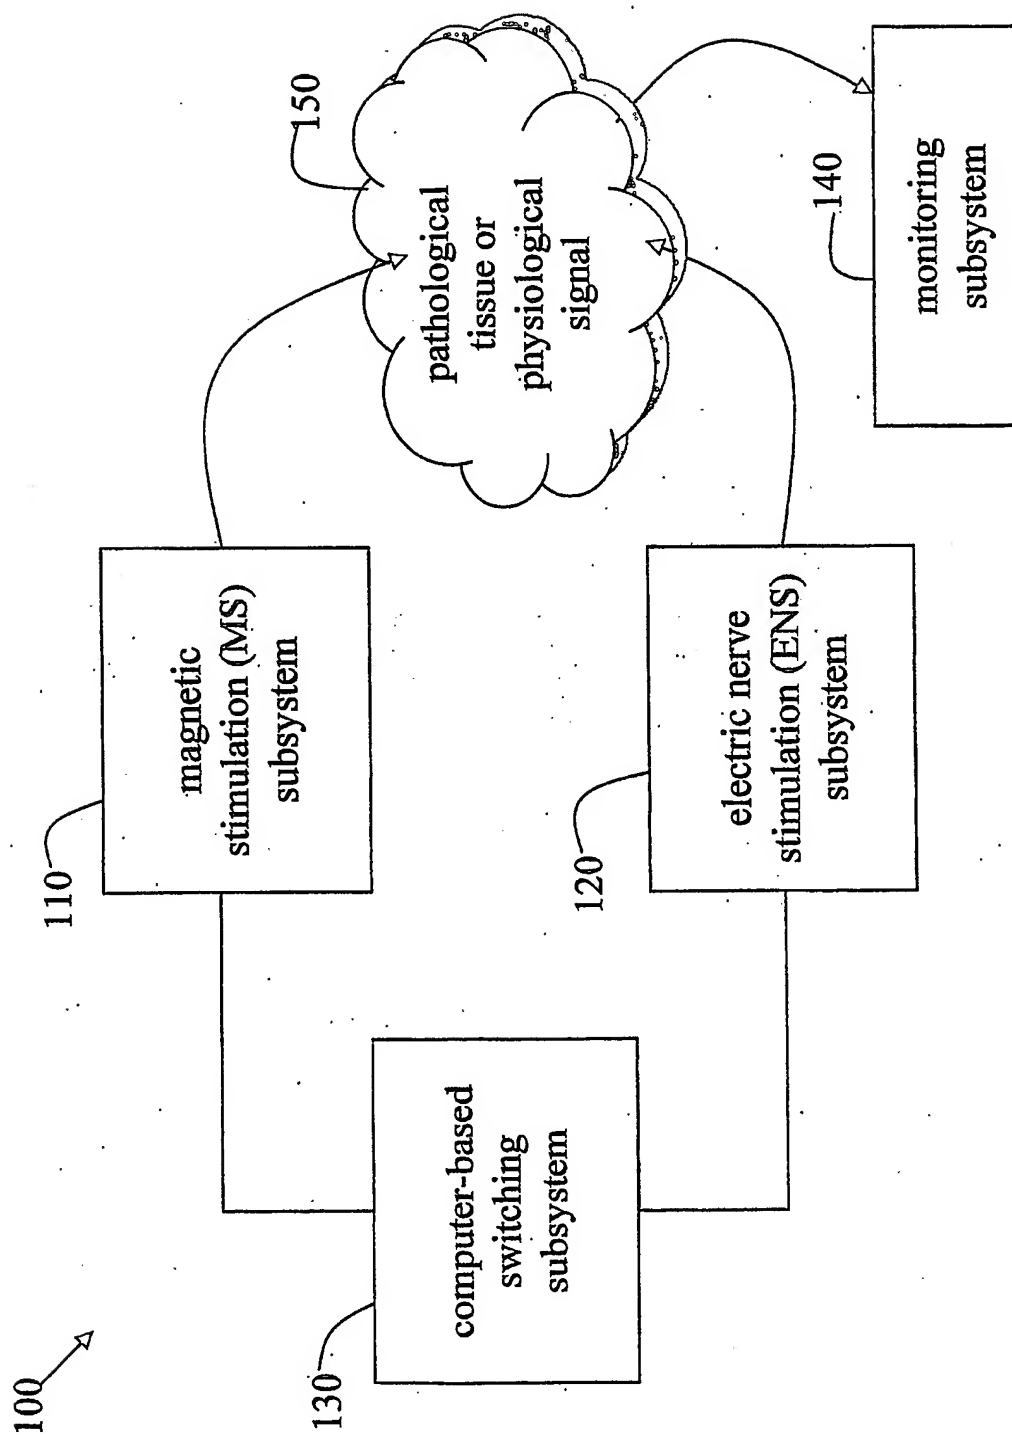 100
110
magnetic
stimulation (MS)
subsystem
150
pathological
tissue or
physiological
signal
130
computer-based
switching
subsystem
120
electric nerve
stimulation (ENS)
subsystem
140
monitoring
subsystem